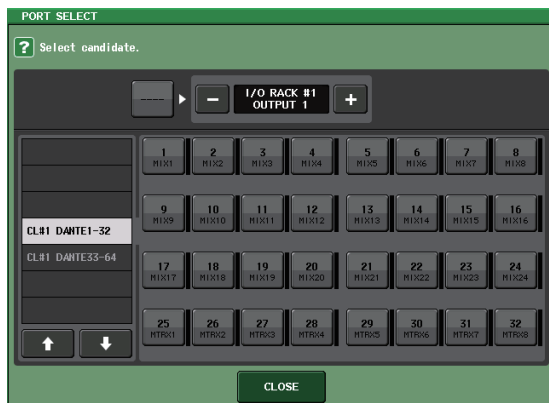 PORT SELECT
? Select candidate.
----
− I/O RACK #1 +
OUTPUT 1
1 2 3 4 5 6 7 8
MIX1 MIX2 MIX3 MIX4 MIX5 MIX6 MIX7 MIX8
9 10 11 12 13 14 15 16
MIX9 MIX10 MIX11 MIX12 MIX13 MIX14 MIX15 MIX16
CL#1 DANTE1-32
CL#1 DANTE33-64
17 18 19 20 21 22 23 24
MIX17 MIX18 MIX19 MIX20 MIX21 MIX22 MIX23 MIX24
25 26 27 28 29 30 31 32
MTRX1 MTRX2 MTRX3 MTRX4 MTRX5 MTRX6 MTRX7 MTRX8
CLOSE